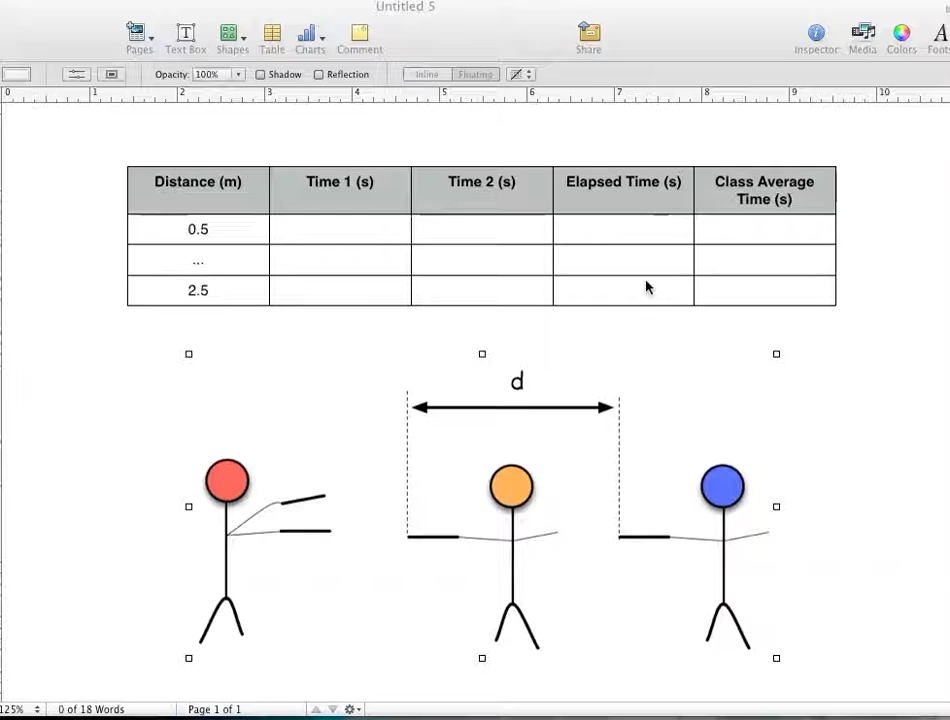 Untitled 5
Pages Text Box Shapes Table Charts Comment Share Inspector Media Colors
Opacity: 100% Shadow Reflection Inline Floating
0 1 2 3 4 5 6 7 8 9 10
Distance (m) Time 1 (s) Time 2 (s) Elapsed Time (s) Class Average
Time (s)
0.5
...
2.5
d
125% 0 of 18 Words Page 1 of 1